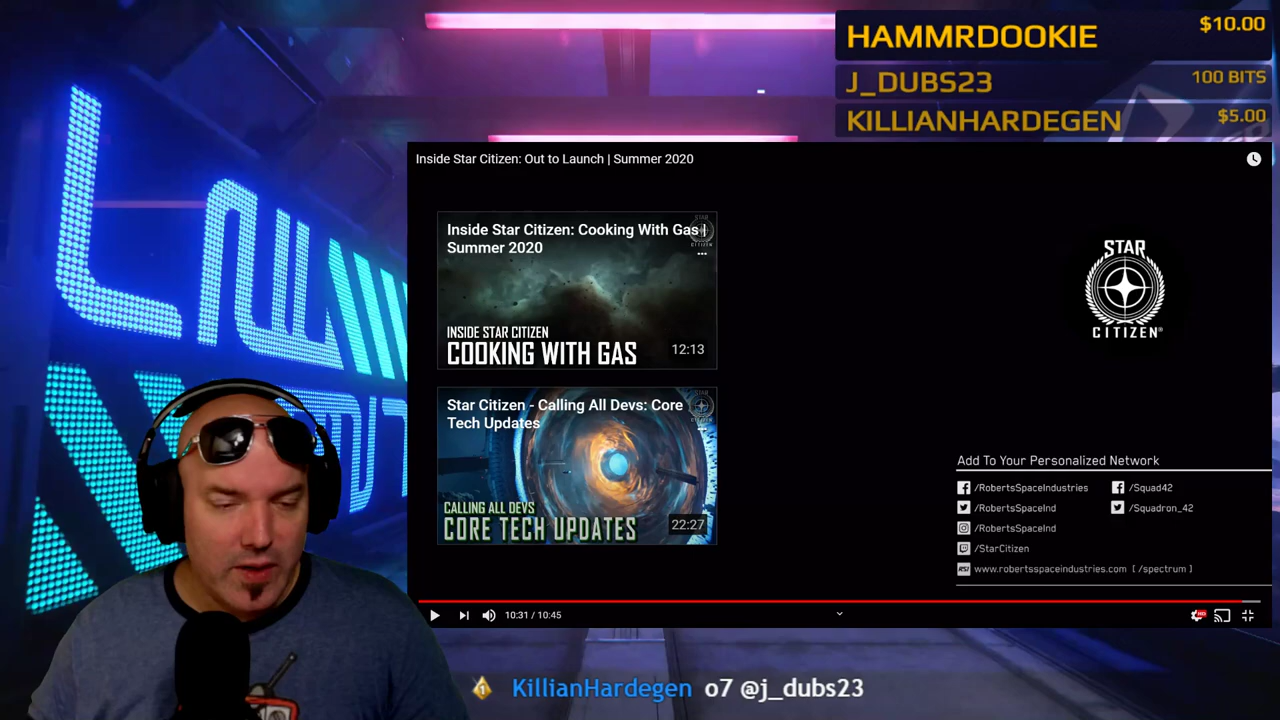 HAMMRDOOKIE $10.00
J_DUBS23 100 BITS
KILLIANHARDEGEN $5.00
Inside Star Citizen: Out to Launch | Summer 2020
Inside Star Citizen: Cooking With Gas |
Summer 2020
INSIDE STAR CITIZEN
COOKING WITH GAS
12:13
Star Citizen - Calling All Devs: Core
Tech Updates
CALLING ALL DEVS
CORE TECH UPDATES
22:27
STAR
CITIZEN®
Add To Your Personalized Network
/RobertsSpaceIndustries /Squad42
/RobertsSpaceInd /Squadron_42
/RobertsSpaceInd
/StarCitizen
RSI www.robertsspaceindustries.com [ /spectrum ]
10:31 / 10:45
HD
1 KillianHardegen o7 @j_dubs23